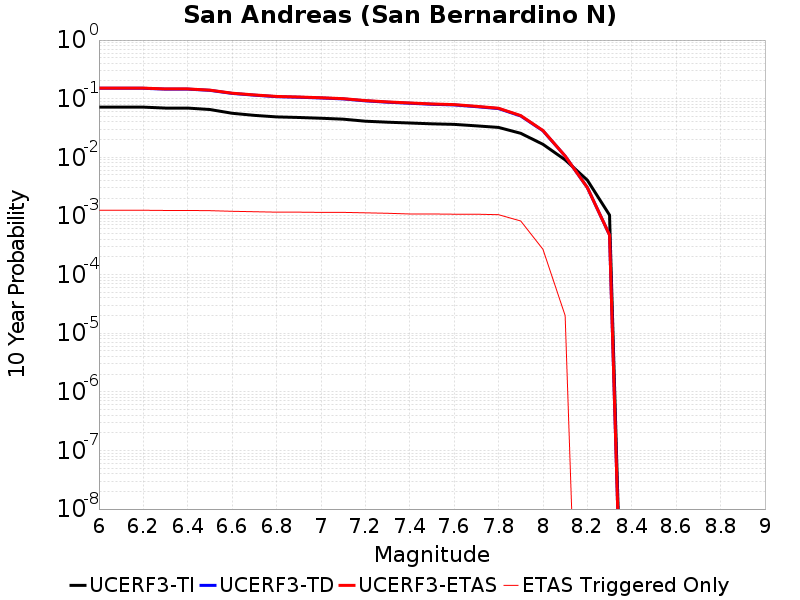 San Andreas (San Bernardino N)
10 Year Probability
10^0
10^-1
10^-2
10^-3
10^-4
10^-5
10^-6
10^-7
10^-8
6 6.2 6.4 6.6 6.8 7 7.2 7.4 7.6 7.8 8 8.2 8.4 8.6 8.8 9
Magnitude
UCERF3-TI UCERF3-TD UCERF3-ETAS ETAS Triggered Only